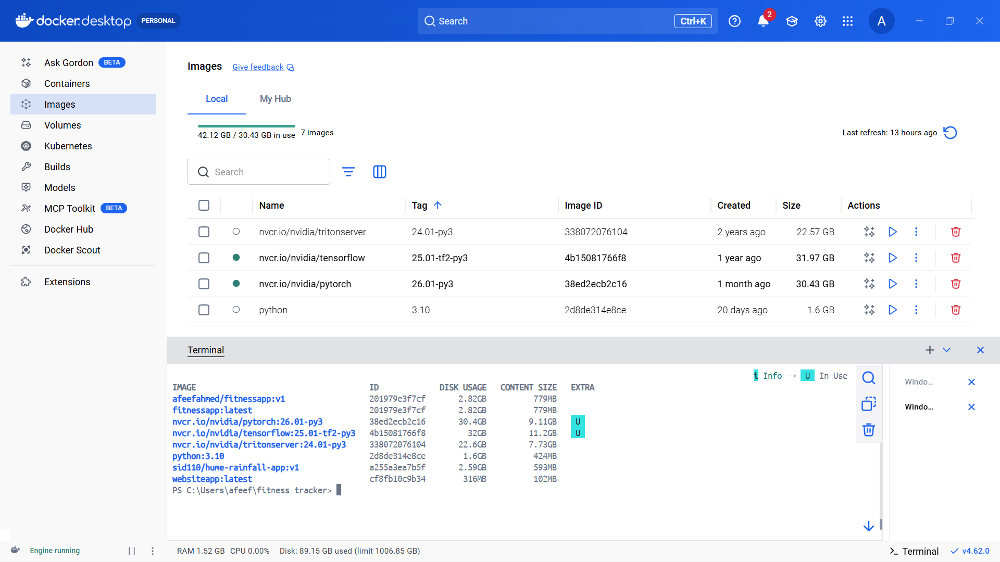 docker.desktop PERSONAL
Search Ctrl+K
2
A
Ask Gordon BETA
Containers
Images
Volumes
Kubernetes
Builds
Models
MCP Toolkit BETA
Docker Hub
Docker Scout
Extensions
Images Give feedback
Local My Hub
42.12 GB / 30.43 GB in use 7 images
Last refresh: 13 hours ago
Search
Name Tag Image ID Created Size Actions
nvcr.io/nvidia/tritonserver 24.01-py3 338072076104 2 years ago 22.57 GB
nvcr.io/nvidia/tensorflow 25.01-tf2-py3 4b15081766f8 1 year ago 31.97 GB
nvcr.io/nvidia/pytorch 26.01-py3 38ed2ecb2c16 1 month ago 30.43 GB
python 3.10 2d8de314e8ce 20 days ago 1.6 GB
Terminal
i Info → U In Use
IMAGE ID DISK USAGE CONTENT SIZE EXTRA
afeefahmed/fitnessapp:v1 201979e3f7cf 2.82GB 779MB
fitnessapp:latest 201979e3f7cf 2.82GB 779MB
nvcr.io/nvidia/pytorch:26.01-py3 38ed2ecb2c16 30.4GB 9.11GB U
nvcr.io/nvidia/tensorflow:25.01-tf2-py3 4b15081766f8 32GB 11.2GB U
nvcr.io/nvidia/tritonserver:24.01-py3 338072076104 22.6GB 7.73GB
python:3.10 2d8de314e8ce 1.6GB 424MB
sid110/hume-rainfall-app:v1 a255a3ea7b5f 2.59GB 593MB
websiteapp:latest cf8fb10c9b34 316MB 102MB
PS C:\Users\afeef\fitness-tracker>
Windo...
Windo...
Engine running
RAM 1.52 GB CPU 0.00% Disk: 89.15 GB used (limit 1006.85 GB)
Terminal v4.62.0